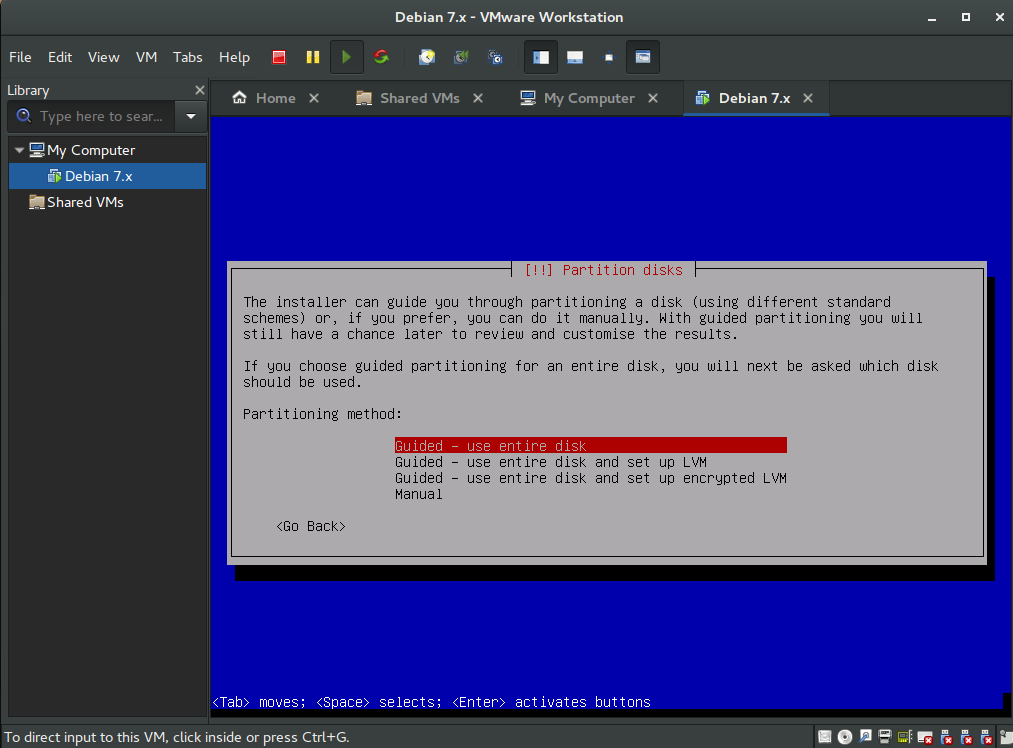 Debian 7.x - VMware Workstation
File Edit View VM Tabs Help
Library
Type here to sear...
My Computer
Debian 7.x
Shared VMs
Home Shared VMs My Computer Debian 7.x
[!!] Partition disks
The installer can guide you through partitioning a disk (using different standard
schemes) or, if you prefer, you can do it manually. With guided partitioning you will
still have a chance later to review and customise the results.
If you choose guided partitioning for an entire disk, you will next be asked which disk
should be used.
Partitioning method:
Guided - use entire disk
Guided - use entire disk and set up LVM
Guided - use entire disk and set up encrypted LVM
Manual
<Go Back>
<Tab> moves; <Space> selects; <Enter> activates buttons
To direct input to this VM, click inside or press Ctrl+G.